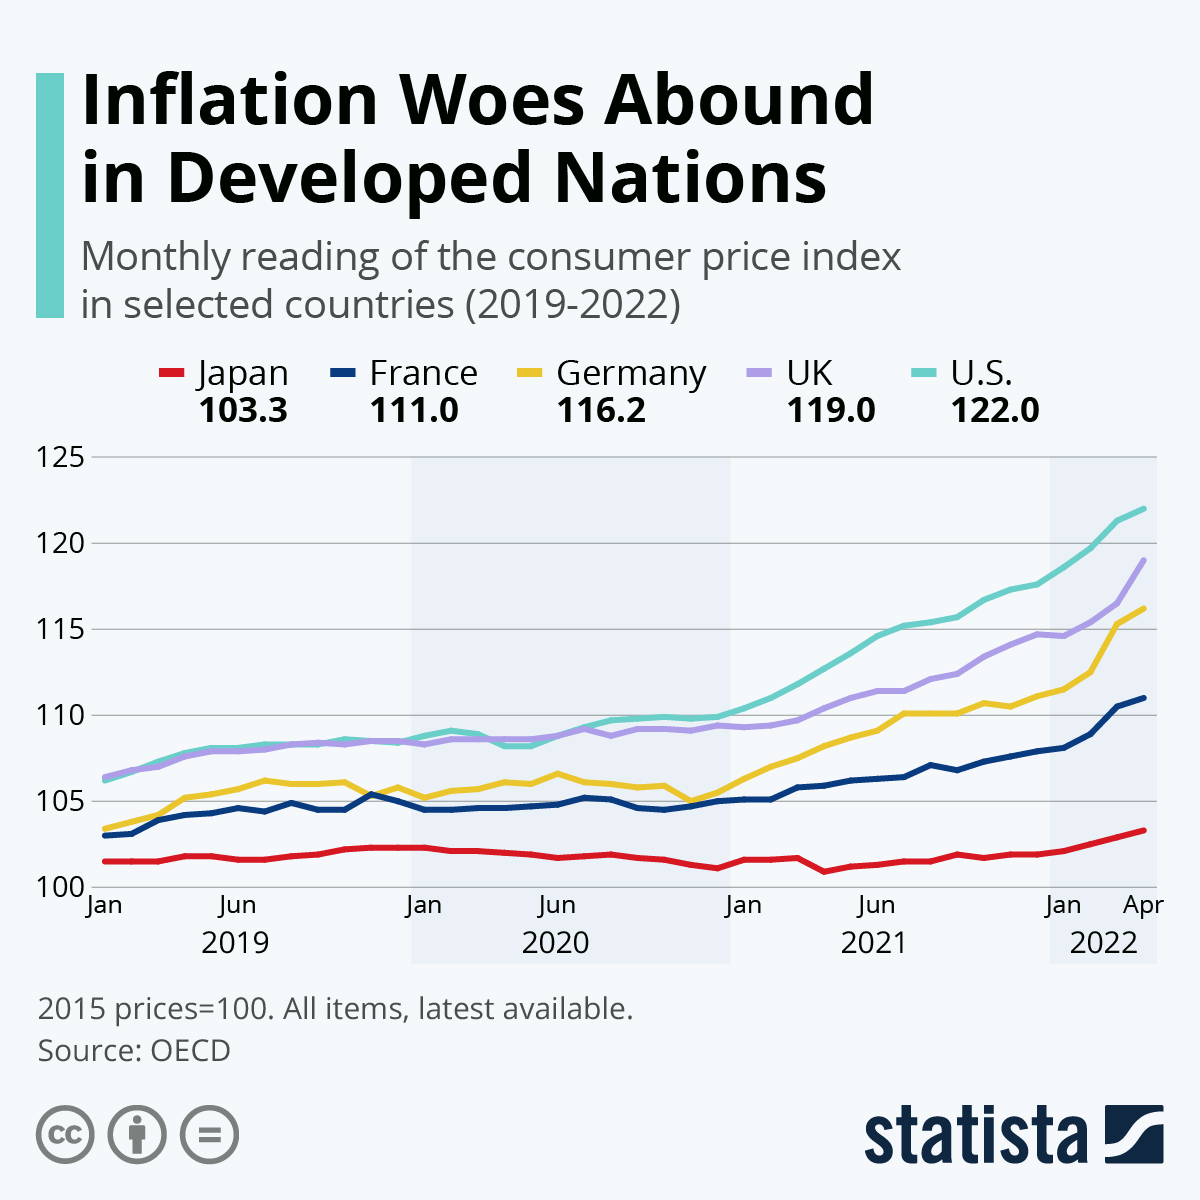 Inflation Woes Abound
in Developed Nations
Monthly reading of the consumer price index
in selected countries (2019-2022)
Japan France Germany UK U.S.
103.3 111.0 116.2 119.0 122.0
125
120
115
110
105
100
Jan Jun Jan Jun Jan Jun Jan Apr
2019 2020 2021 2022
2015 prices=100. All items, latest available.
Source: OECD
cc
statista